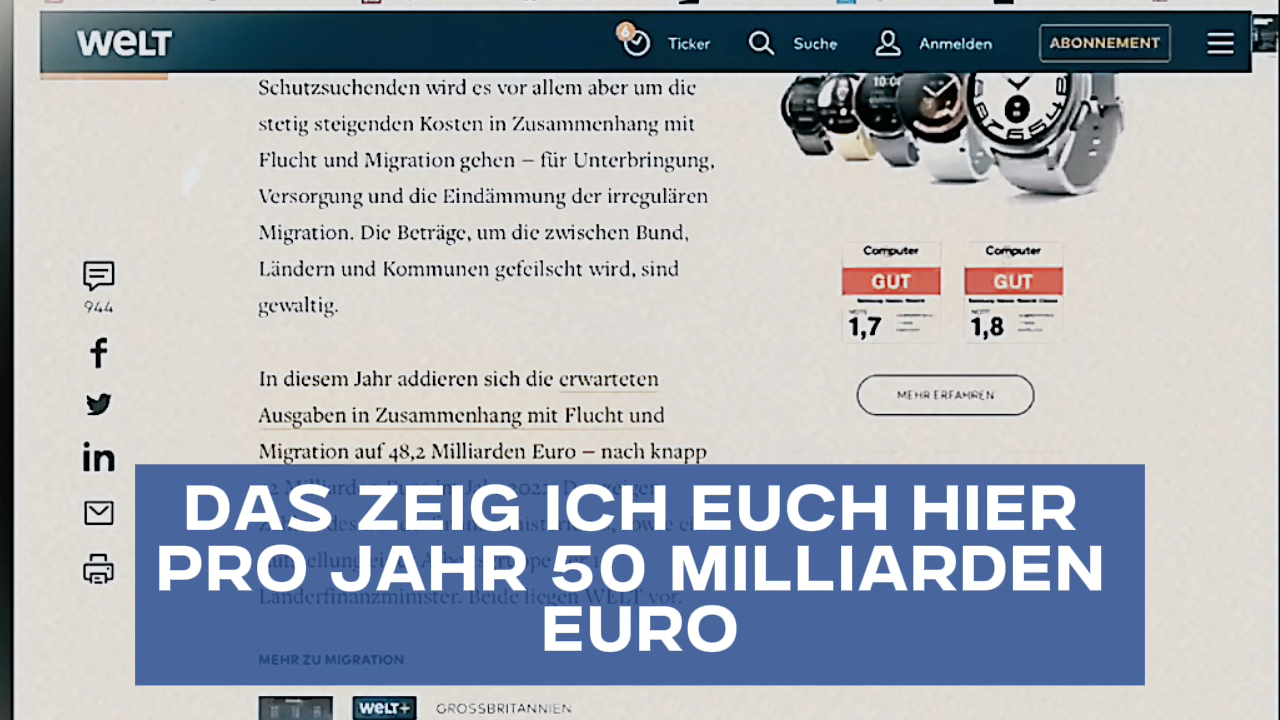 WELT
6
Ticker
Suche
Anmelden
ABONNEMENT
Schutzsuchenden wird es vor allem aber um die
stetig steigenden Kosten in Zusammenhang mit
Flucht und Migration gehen – für Unterbringung,
Versorgung und die Eindämmung der irregulären
Migration. Die Beträge, um die zwischen Bund,
Ländern und Kommunen gefeilscht wird, sind
gewaltig.
944
In diesem Jahr addieren sich die erwarteten
Ausgaben in Zusammenhang mit Flucht und
Migration auf 48,2 Milliarden Euro – nach knapp
Länderfinanzminister. Beide liegen WELT vor.
Computer
GUT
1,7
Computer
GUT
1,8
MEHR ERFAHREN
DAS ZEIG ICH EUCH HIER
PRO JAHR 50 MILLIARDEN
EURO
MEHR ZU MIGRATION
WELT+
GROSSBRITANNIEN